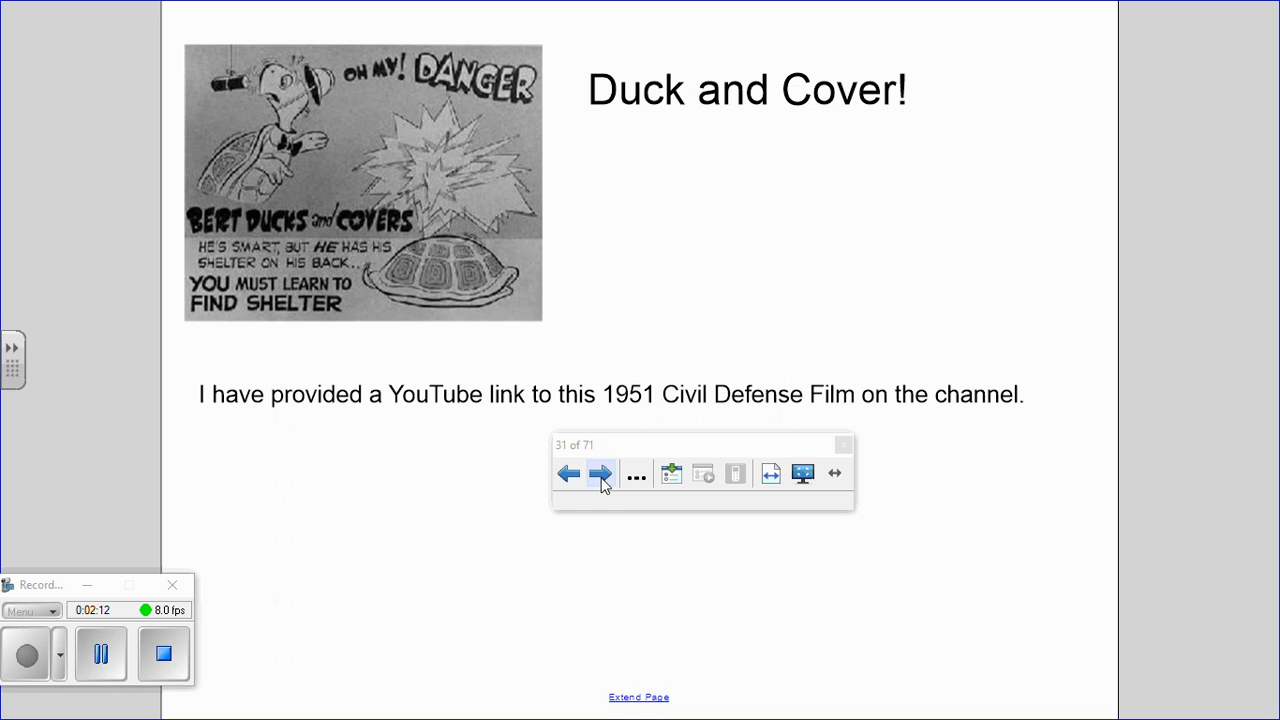 OH MY! DANGER
Duck and Cover!
BERT DUCKS and COVERS
HE'S SMART, BUT HE HAS HIS
SHELTER ON HIS BACK..
YOU MUST LEARN TO
FIND SHELTER
I have provided a YouTube link to this 1951 Civil Defense Film on the channel.
31 of 71
...
Record...
Menu
0:02:12
8.0 fps
Extend Page